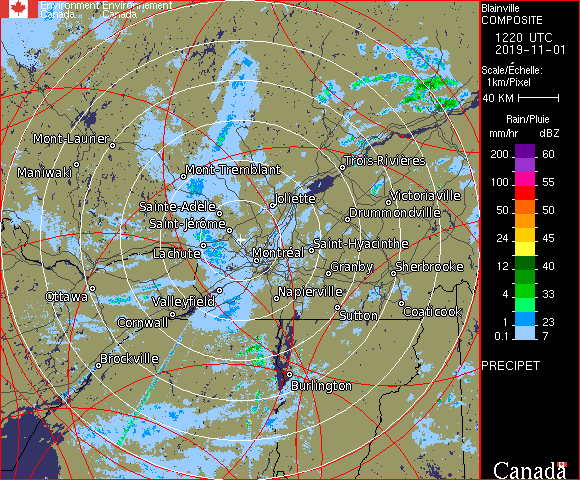 Environment Environnement
Canada Canada
Blainville
COMPOSITE
1220 UTC
2019-11-01
Scale/Échelle:
1km/Pixel
40 KM
Rain/Pluie
mm/hr dBZ
200 60
100 55
50 50
24 45
12 40
4 33
1 23
0.1 7
PRECIPET
Canada
Mont-Laurier
Maniwaki
Mont-Tremblant
Trois-Rivières
Sainte-Adèle
Joliette
Victoriaville
Saint-Jérôme
Drummondville
Lachute
Montréal
Saint-Hyacinthe
Granby
Sherbrooke
Ottawa
Valleyfield
Napierville
Cornwall
Sutton
Coaticook
Brockville
Burlington